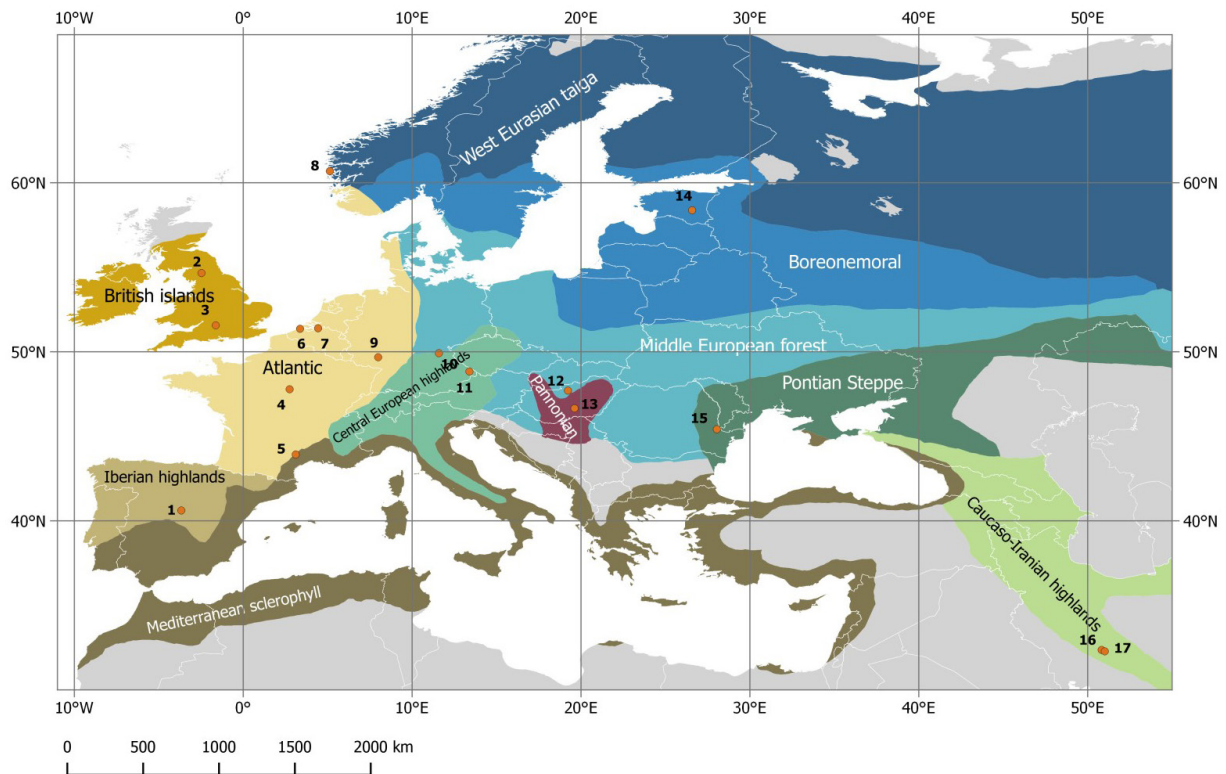 10°W 0° 10°E 20°E 30°E 40°E 50°E
West Eurasian taiga
8
60°N 60°N
14
2
Boreonemoral
British islands
3
6 7 9
50°N 50°N
Middle European forest
10
Atlantic
Central European highlands
11
12
Pannonian
13
Pontian Steppe
4
15
5
Iberian highlands
1
40°N 40°N
Caucaso-Iranian highlands
Mediterranean sclerophyll
16 17
10°W 0° 10°E 20°E 30°E 40°E 50°E
0 500 1000 1500 2000 km